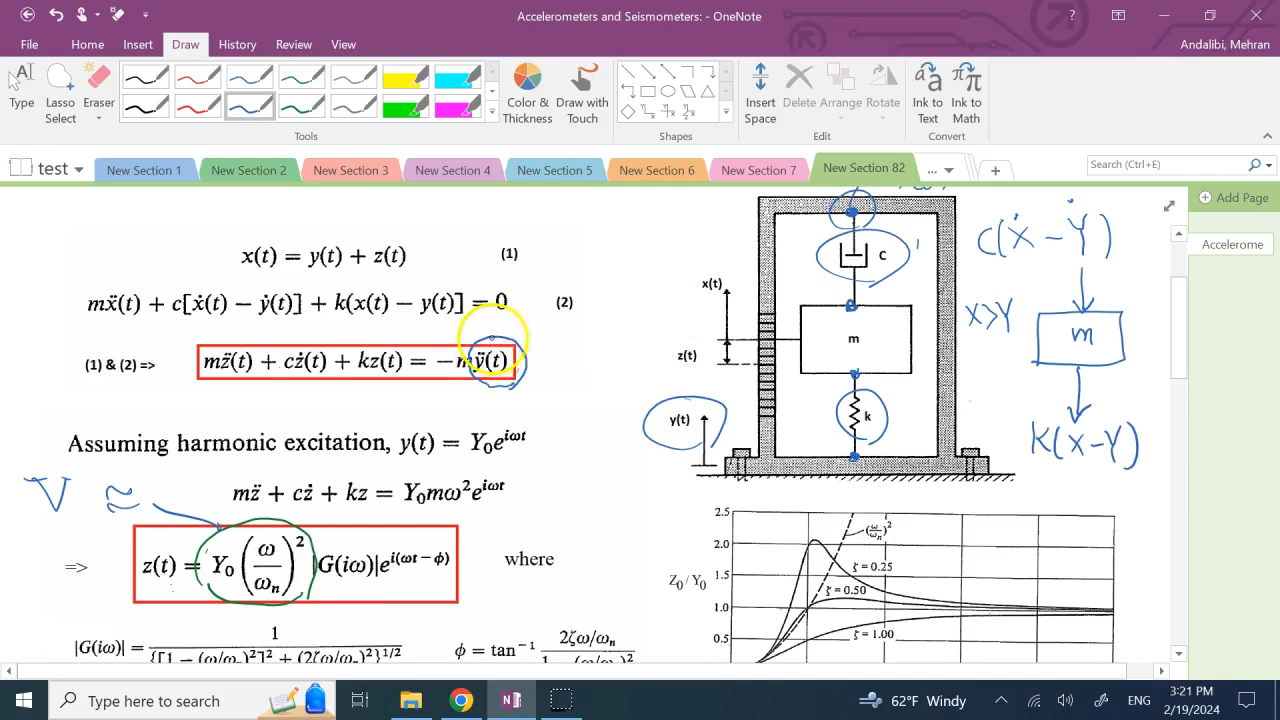 Accelerometers and Seismometers: - OneNote
?
File Home Insert Draw History Review View
Andalibi, Mehran
Type
Lasso Select
Eraser
Color & Thickness
Draw with Touch
Insert Space
Delete
Arrange
Rotate
Ink to Text
Ink to Math
Tools
Shapes
Edit
Convert
test
New Section 1
New Section 2
New Section 3
New Section 4
New Section 5
New Section 6
New Section 7
New Section 82
...
Search (Ctrl+E)
Add Page
Accelerome
x(t) = y(t) + z(t) (1)
mẍ(t) + c[ẋ(t) − ẏ(t)] + k(x(t) − y(t)] = 0 (2)
(1) & (2) => mz̈(t) + cż(t) + kz(t) = −mÿ(t)
Assuming harmonic excitation, y(t) = Y₀e^{iωt}
mz̈ + cż + kz = Y₀mω²e^{iωt}
V ≅
=> z(t) = Y₀(ω/ωₙ)²|G(iω)|e^{i(ωt − ϕ)} where
|G(iω)| = 1/{[1 − (ω/ωₙ)²]² + (2ζω/ωₙ)²}^{1/2}
ϕ = tan⁻¹ 2ζω/ωₙ / 1 − (ω/ωₙ)²
c
x(t)
m
z(t)
k
y(t)
C(Ẋ − Ẏ)
X>Y
m
K(X−Y)
2.5
2.0
1.5
1.0
0.5
Z₀ / Y₀
(ω/ωₙ)²
ζ = 0.25
ζ = 0.50
ζ = 1.00
Type here to search
62°F Windy
ENG
3:21 PM
2/19/2024